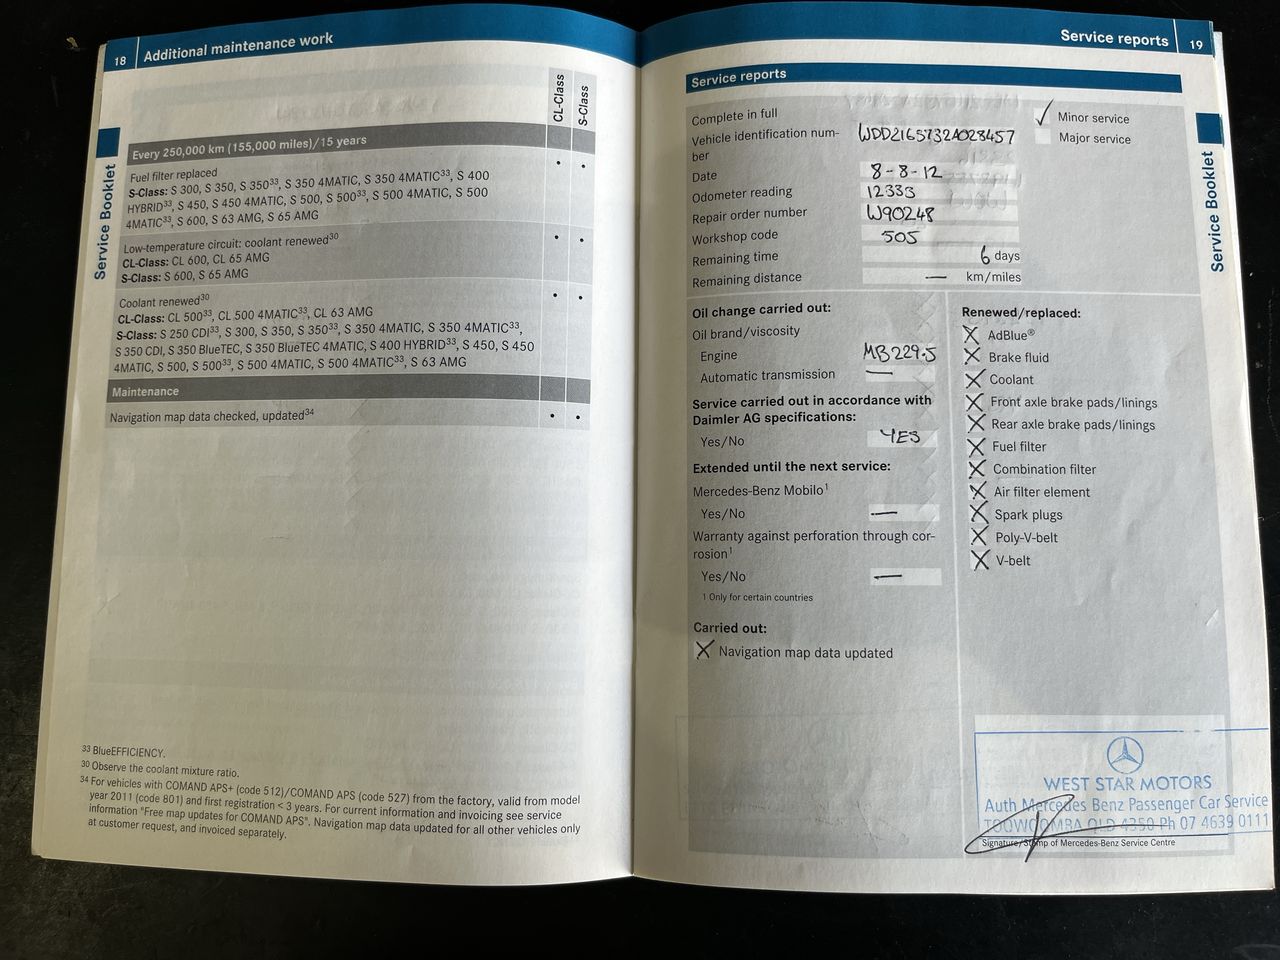 18 Additional maintenance work
Service Booklet
CL-Class
S-Class
Every 250,000 km (155,000 miles)/15 years
Fuel filter replaced
S-Class: S 300, S 350, S 350³³, S 350 4MATIC, S 350 4MATIC³³, S 400
HYBRID³³, S 450, S 450 4MATIC, S 500, S 500³³, S 500 4MATIC, S 500
4MATIC³³, S 600, S 63 AMG, S 65 AMG
• •
Low-temperature circuit: coolant renewed³⁰
CL-Class: CL 600, CL 65 AMG
S-Class: S 600, S 65 AMG
• •
Coolant renewed³⁰
CL-Class: CL 500³³, CL 500 4MATIC³³, CL 63 AMG
S-Class: S 250 CDI³³, S 300, S 350, S 350³³, S 350 4MATIC, S 350 4MATIC³³,
S 350 CDI, S 350 BlueTEC, S 350 BlueTEC 4MATIC, S 400 HYBRID³³, S 450, S 450
4MATIC, S 500, S 500³³, S 500 4MATIC, S 500 4MATIC³³, S 63 AMG
• •
Maintenance
Navigation map data checked, updated³⁴
• •
³³ BlueEFFICIENCY.
³⁰ Observe the coolant mixture ratio.
³⁴ For vehicles with COMAND APS+ (code 512)/COMAND APS (code 527) from the factory, valid from model
year 2011 (code 801) and first registration < 3 years. For current information and invoicing see service
information "Free map updates for COMAND APS". Navigation map data updated for all other vehicles only
at customer request, and invoiced separately.
Service reports 19
Service Booklet
Service reports
Complete in full
Vehicle identification num-
ber
WDD2165732A028457
Date 8-8-12
Odometer reading 12333
Repair order number W90248
Workshop code 505
Remaining time 6 days
Remaining distance — km/miles
✓ Minor service
Major service
Oil change carried out:
Oil brand/viscosity
Engine MB229.5
Automatic transmission —
Service carried out in accordance with
Daimler AG specifications:
Yes/No YES
Extended until the next service:
Mercedes-Benz Mobilo¹
Yes/No —
Warranty against perforation through cor-
rosion¹
Yes/No —
¹ Only for certain countries
Carried out:
X Navigation map data updated
Renewed/replaced:
X AdBlue®
X Brake fluid
X Coolant
X Front axle brake pads/linings
X Rear axle brake pads/linings
X Fuel filter
X Combination filter
X Air filter element
X Spark plugs
X Poly-V-belt
X V-belt
WEST STAR MOTORS
Auth Mercedes Benz Passenger Car Service
TOOWOOMBA QLD 4350 Ph 07 4639 0111
Signature/Stamp of Mercedes-Benz Service Centre